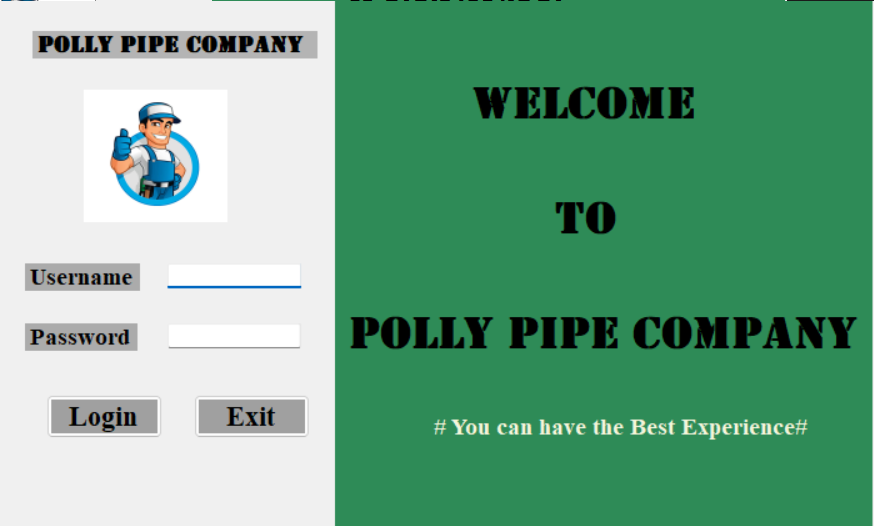 POLLY PIPE COMPANY
Username
Password
Login
Exit
WELCOME
TO
POLLY PIPE COMPANY
# You can have the Best Experience#